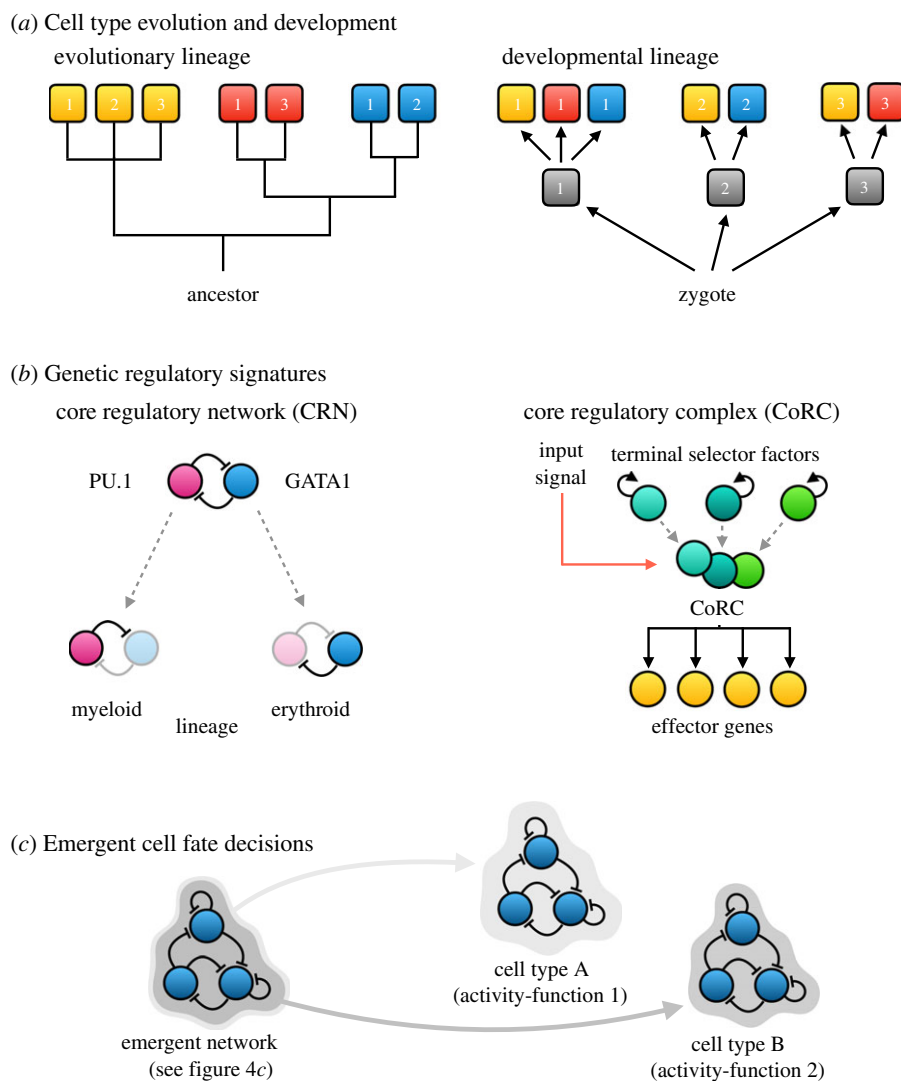 (a) Cell type evolution and development
evolutionary lineage
developmental lineage
1 2 3 1 3 1 2
1 1 1 2 2 3 3
1 2 3
ancestor
zygote
(b) Genetic regulatory signatures
core regulatory network (CRN)
core regulatory complex (CoRC)
PU.1
GATA1
input
signal
terminal selector factors
CoRC
myeloid
lineage
erythroid
effector genes
(c) Emergent cell fate decisions
emergent network
(see figure 4c)
cell type A
(activity-function 1)
cell type B
(activity-function 2)